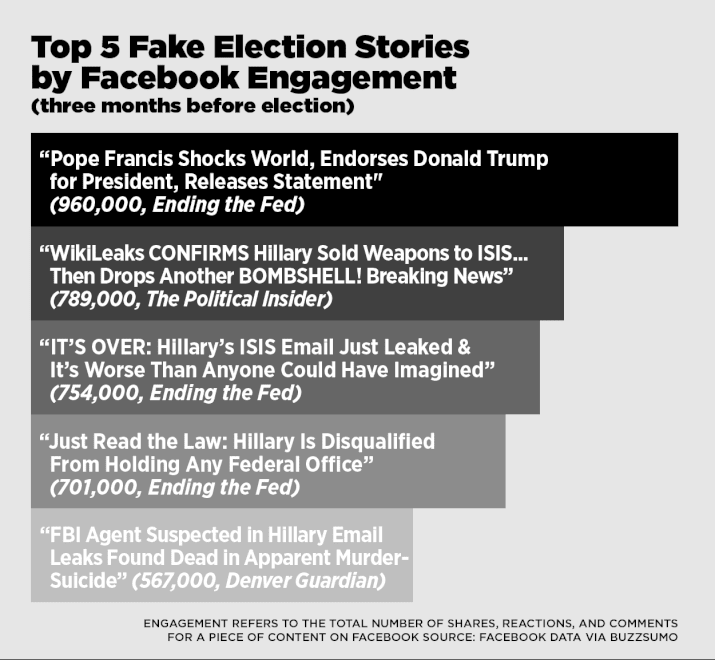 Top 5 Fake Election Stories
by Facebook Engagement
(three months before election)
“Pope Francis Shocks World, Endorses Donald Trump
for President, Releases Statement"
(960,000, Ending the Fed)
“WikiLeaks CONFIRMS Hillary Sold Weapons to ISIS...
Then Drops Another BOMBSHELL! Breaking News”
(789,000, The Political Insider)
“IT’S OVER: Hillary’s ISIS Email Just Leaked &
It’s Worse Than Anyone Could Have Imagined”
(754,000, Ending the Fed)
“Just Read the Law: Hillary Is Disqualified
From Holding Any Federal Office”
(701,000, Ending the Fed)
“FBI Agent Suspected in Hillary Email
Leaks Found Dead in Apparent Murder-
Suicide” (567,000, Denver Guardian)
ENGAGEMENT REFERS TO THE TOTAL NUMBER OF SHARES, REACTIONS, AND COMMENTS
FOR A PIECE OF CONTENT ON FACEBOOK SOURCE: FACEBOOK DATA VIA BUZZSUMO